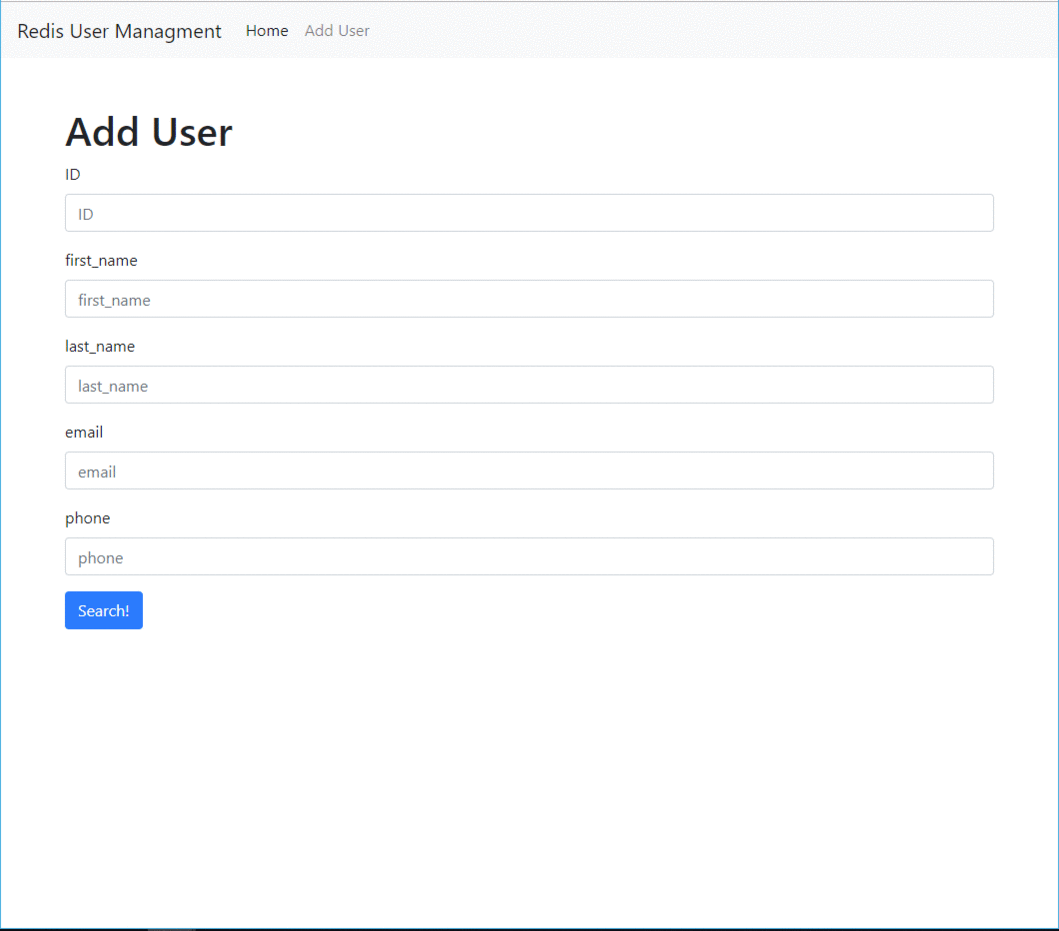 Redis User Managment Home Add User
Add User
ID
ID
first_name
first_name
last_name
last_name
email
email
phone
phone
Search!